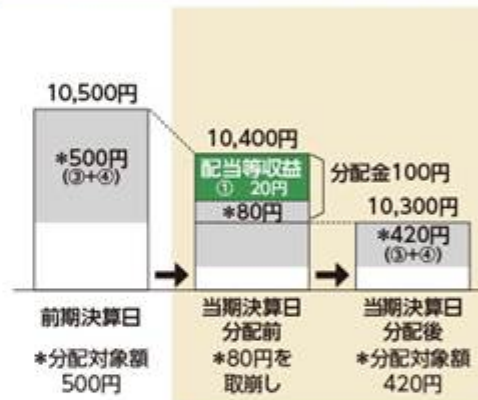 10,500円
*500円
(③+④)
前期決算日
*分配対象額
500円
10,400円
配当等収益
① 20円
*80円
分配金100円
当期決算日
分配前
*80円を
取崩し
10,300円
*420円
(③+④)
当期決算日
分配後
*分配対象額
420円